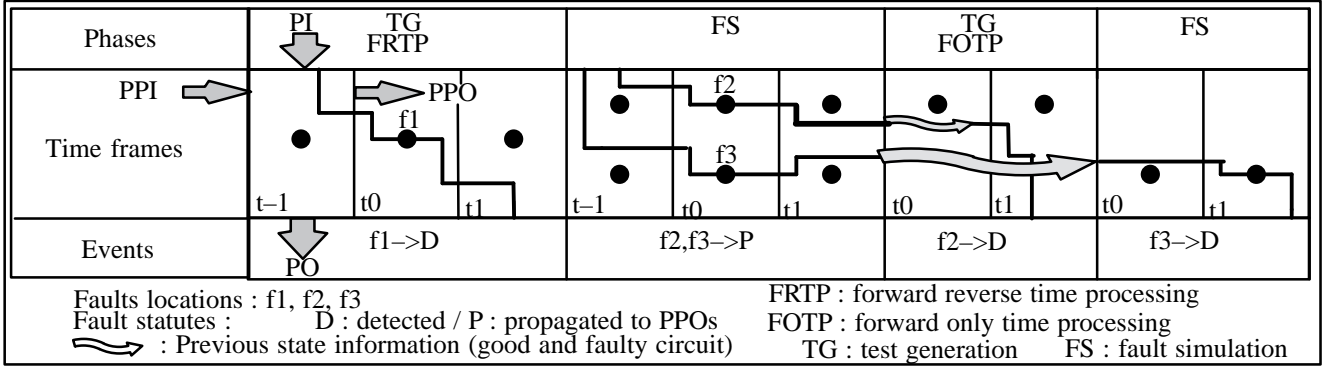 Phases
PI
TG
FRTP
FS
TG
FOTP
FS
PPI
PPO
f1
f2
f3
Time frames
t–1
t0
t1
t–1
t0
t1
t0
t1
t0
t1
Events
PO
f1–>D
f2,f3–>P
f2–>D
f3–>D
Faults locations : f1, f2, f3
Fault statutes : D : detected / P : propagated to PPOs
: Previous state information (good and faulty circuit)
FRTP : forward reverse time processing
FOTP : forward only time processing
TG : test generation FS : fault simulation